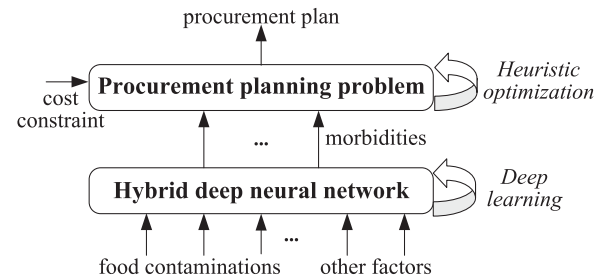 procurement plan
Procurement planning problem
cost
constraint
Heuristic
optimization
...
morbidities
Hybrid deep neural network
Deep
learning
...
food contaminations
other factors